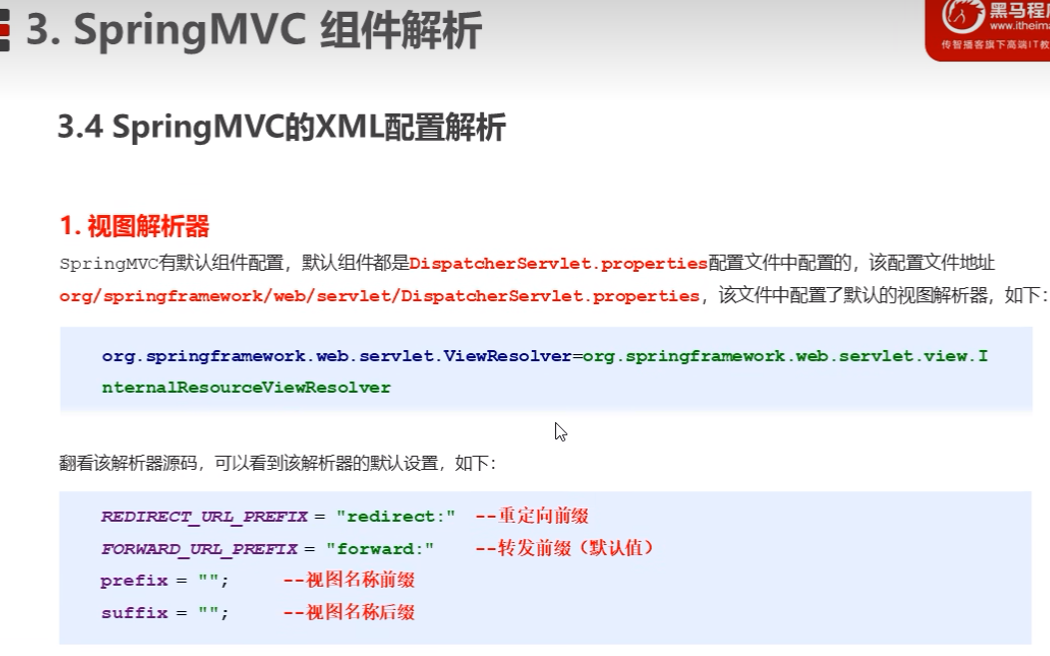 3. SpringMVC 组件解析
黑马程
www.itheima
传智播客旗下高端IT教
3.4 SpringMVC的XML配置解析
1. 视图解析器
SpringMVC有默认组件配置，默认组件都是DispatcherServlet.properties配置文件中配置的，该配置文件地址
org/springframework/web/servlet/DispatcherServlet.properties，该文件中配置了默认的视图解析器，如下：
org.springframework.web.servlet.ViewResolver=org.springframework.web.servlet.view.I
nternalResourceViewResolver
翻看该解析器源码，可以看到该解析器的默认设置，如下：
REDIRECT_URL_PREFIX = "redirect:" --重定向前缀
FORWARD_URL_PREFIX = "forward:" --转发前缀（默认值）
prefix = ""; --视图名称前缀
suffix = ""; --视图名称后缀